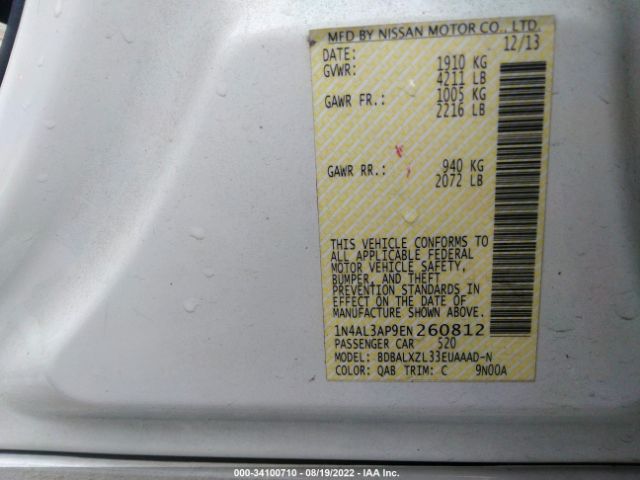 MFD BY NISSAN MOTOR CO., LTD.
DATE: 12/13
GVWR: 1910 KG
4211 LB
GAWR FR.: 1005 KG
2216 LB
GAWR RR.: 940 KG
2072 LB
THIS VEHICLE CONFORMS TO
ALL APPLICABLE FEDERAL
MOTOR VEHICLE SAFETY,
BUMPER, AND THEFT
PREVENTION STANDARDS IN
EFFECT ON THE DATE OF
MANUFACTURE SHOWN ABOVE.
1N4AL3AP9EN260812
PASSENGER CAR 520
MODEL: BDBALXZL33EUAAAD-N
COLOR: QAB TRIM: C 9N00A
000-34100710 - 08/19/2022 - IAA Inc.